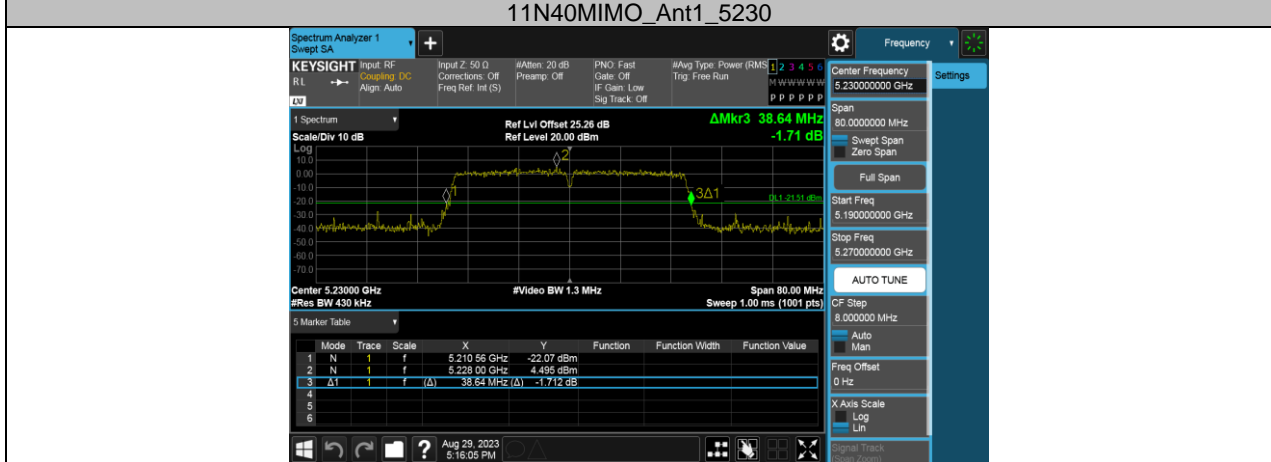 11N40MIMO_Ant1_5230
Spectrum Analyzer 1
Swept SA
+
Frequency
KEYSIGHT Input: RF Input Z: 50 Ω #Atten: 20 dB PNO: Fast #Avg Type: Power (RMS 1 2 3 4 5 6
RL Coupling: DC Corrections: Off Preamp: Off Gate: Off Trig: Free Run M W W W W W
Align: Auto Freq Ref: Int (S) IF Gain: Low P P P P P P
LXI Sig Track: Off
Center Frequency
5.230000000 GHz
Settings
Span
80.0000000 MHz
Swept Span
Zero Span
Full Span
Start Freq
5.190000000 GHz
Stop Freq
5.270000000 GHz
AUTO TUNE
CF Step
8.000000 MHz
Auto
Man
Freq Offset
0 Hz
X Axis Scale
Log
Lin
Signal Track
(Span Zoom)
1 Spectrum
Scale/Div 10 dB
Ref Lvl Offset 25.26 dB
Ref Level 20.00 dBm
ΔMkr3 38.64 MHz
-1.71 dB
Log
10.0
0.00
-10.0
-20.0
-30.0
-40.0
-50.0
-60.0
-70.0
2
3Δ1
DL1 -21.51 dBm
Center 5.23000 GHz #Video BW 1.3 MHz Span 80.00 MHz
#Res BW 430 kHz Sweep 1.00 ms (1001 pts)
5 Marker Table
Mode Trace Scale X Y Function Function Width Function Value
1 N 1 f 5.210 56 GHz -22.07 dBm
2 N 1 f 5.228 00 GHz 4.495 dBm
3 Δ1 1 f (Δ) 38.64 MHz (Δ) -1.712 dB
4
5
6
? Aug 29, 2023
5:16:05 PM